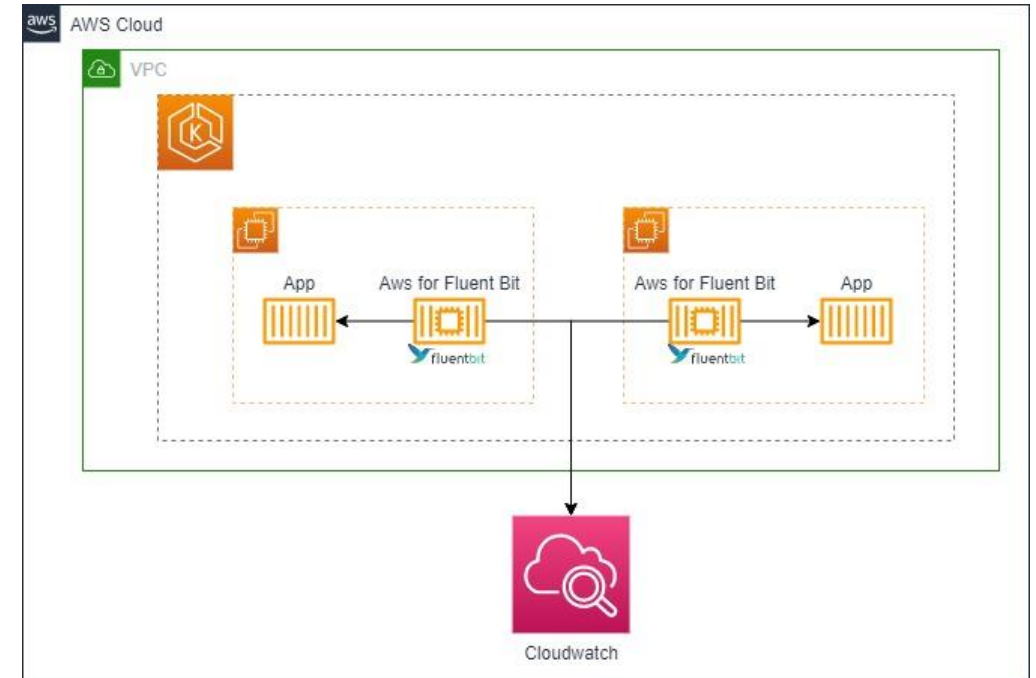 aws
AWS Cloud
VPC
K
App
Aws for Fluent Bit
Aws for Fluent Bit
App
fluentbit
fluentbit
Cloudwatch